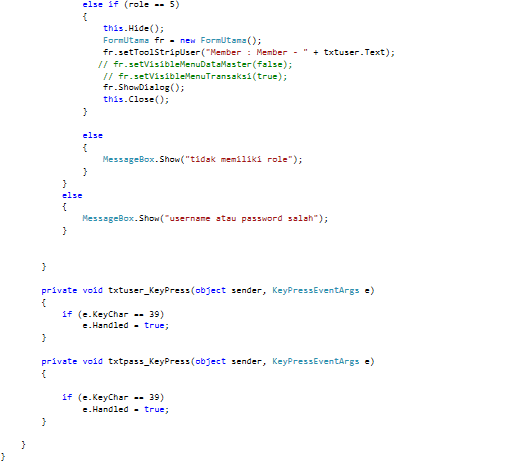 else if (role == 5)
{
this.Hide();
FormUtama fr = new FormUtama();
fr.setToolStripUser("Member : Member - " + txtuser.Text);
// fr.setVisibleMenuDataMaster(false);
// fr.setVisibleMenuTransaksi(true);
fr.ShowDialog();
this.Close();
}
else
{
MessageBox.Show("tidak memiliki role");
}
}
else
{
MessageBox.Show("username atau password salah");
}
}
private void txtuser_KeyPress(object sender, KeyPressEventArgs e)
{
if (e.KeyChar == 39)
e.Handled = true;
}
private void txtpass_KeyPress(object sender, KeyPressEventArgs e)
{
if (e.KeyChar == 39)
e.Handled = true;
}
}
}